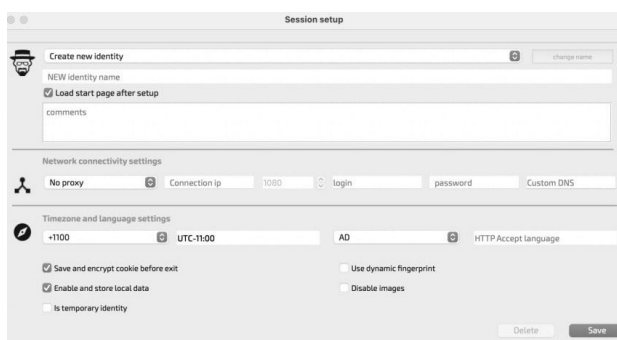 Session setup
Create new identity change name
NEW identity name
Load start page after setup
comments
Network connectivity settings
No proxy Connection ip 1080 login password Custom DNS
Timezone and language settings
+1100 UTC-11:00 AD HTTP Accept language
Save and encrypt cookie before exit Use dynamic fingerprint
Enable and store local data Disable images
Is temporary identity
Delete Save